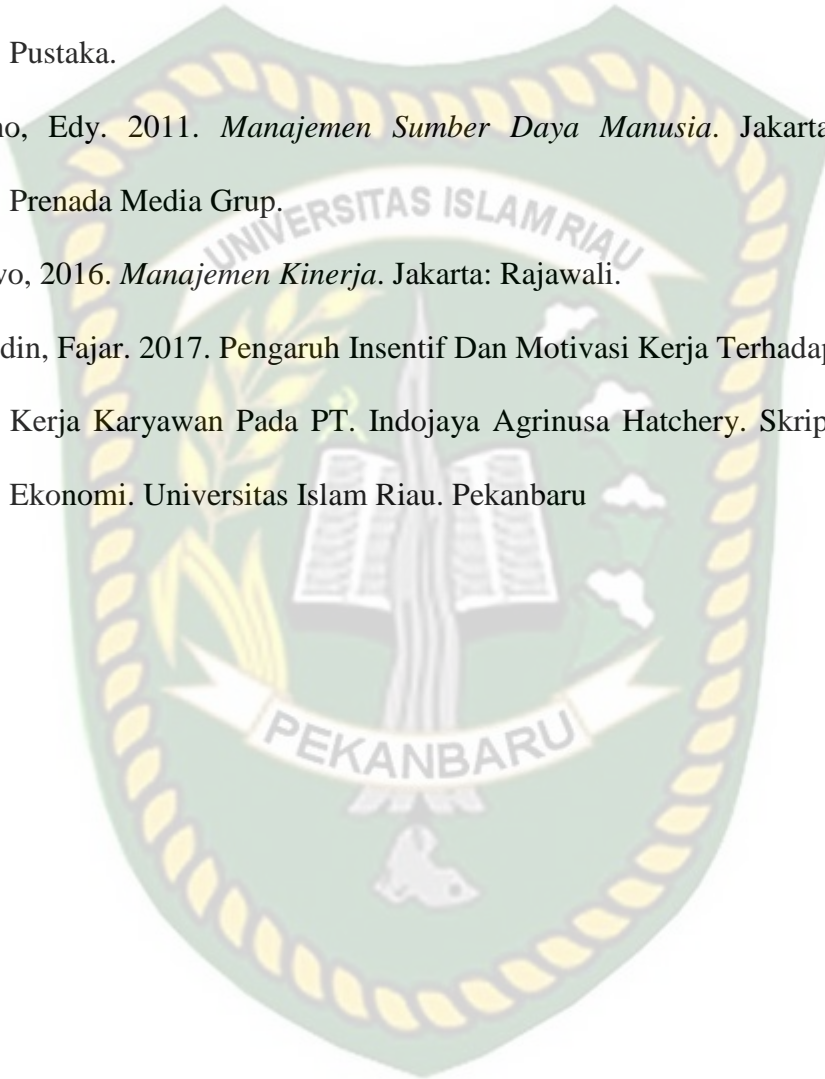 Pustaka.
no, Edy. 2011. Manajemen Sumber Daya Manusia. Jakarta
Prenada Media Grup.
UNIVERSITAS ISLAM RIAU
vo, 2016. Manajemen Kinerja. Jakarta: Rajawali.
din, Fajar. 2017. Pengaruh Insentif Dan Motivasi Kerja Terhadap
Kerja Karyawan Pada PT. Indojaya Agrinusa Hatchery. Skrip
Ekonomi. Universitas Islam Riau. Pekanbaru
PEKANBARU